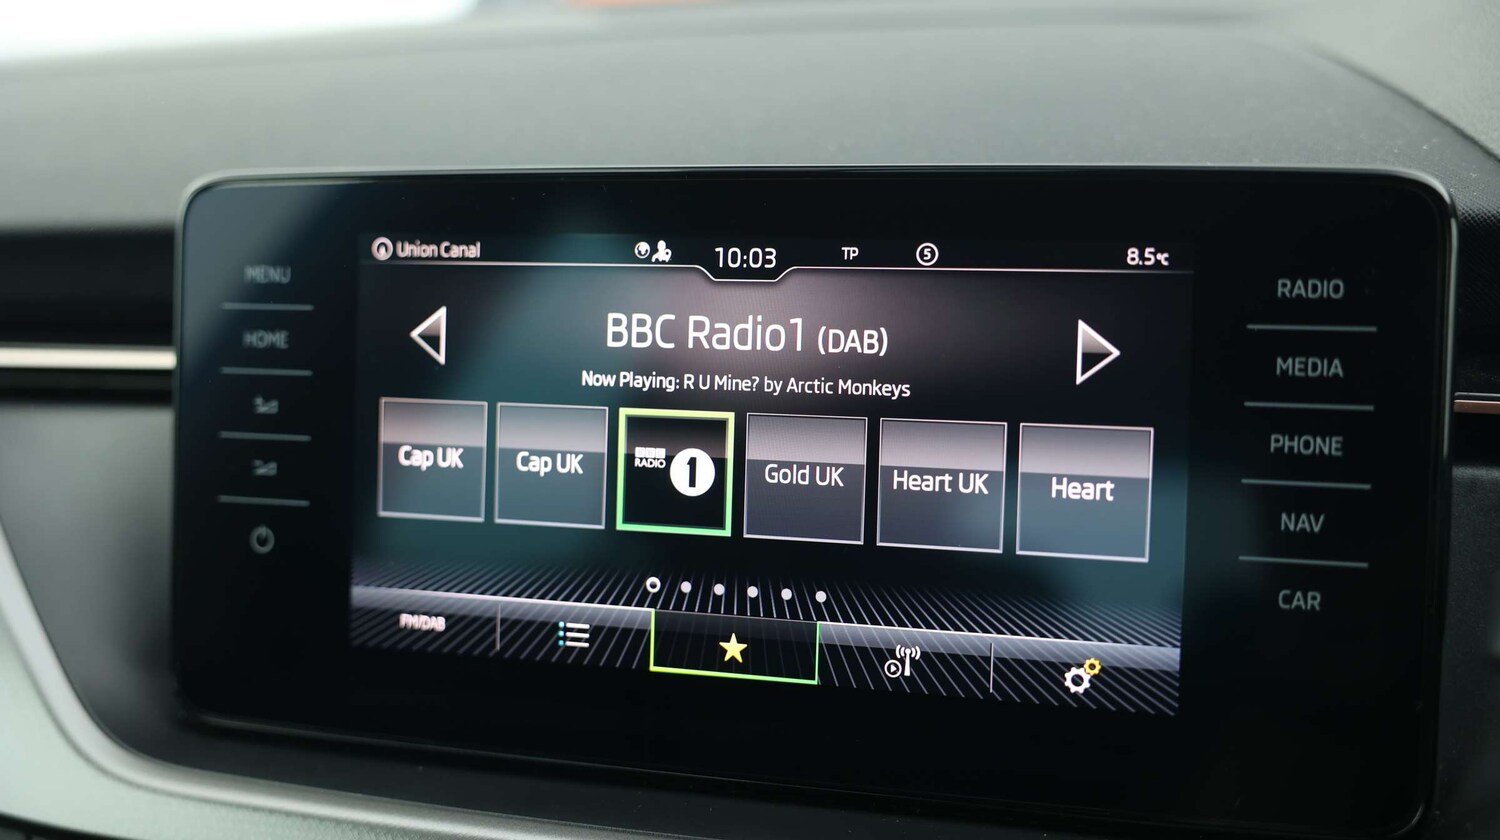 Union Canal
10:03
TP
5
8.5°C
MENU
HOME
BBC Radio1 (DAB)
Now Playing: R U Mine? by Arctic Monkeys
Cap UK
Cap UK
BBC
RADIO
1
Gold UK
Heart UK
Heart
FM/DAB
RADIO
MEDIA
PHONE
NAV
CAR